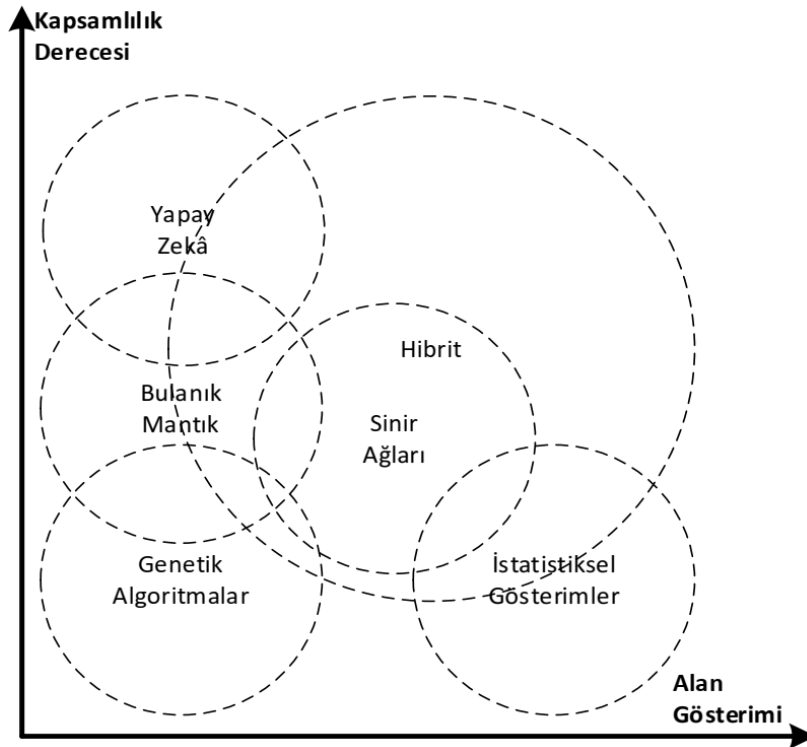 Kapsamlılık
Derecesi
Yapay
Zekâ
Hibrit
Bulanık
Mantık
Sinir
Ağları
Genetik
Algoritmalar
İstatistiksel
Gösterimler
Alan
Gösterimi